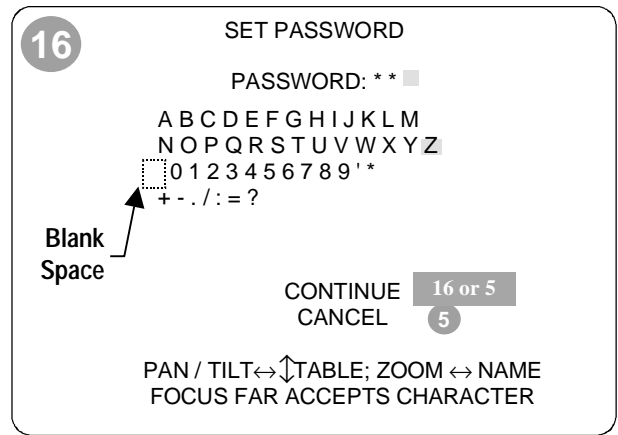 16
SET PASSWORD
PASSWORD: * *
A B C D E F G H I J K L M
N O P Q R S T U V W X Y Z
0 1 2 3 4 5 6 7 8 9 ' *
+ - . / : = ?
Blank
Space
CONTINUE 16 or 5
CANCEL 5
PAN / TILT↔↕TABLE; ZOOM ↔ NAME
FOCUS FAR ACCEPTS CHARACTER